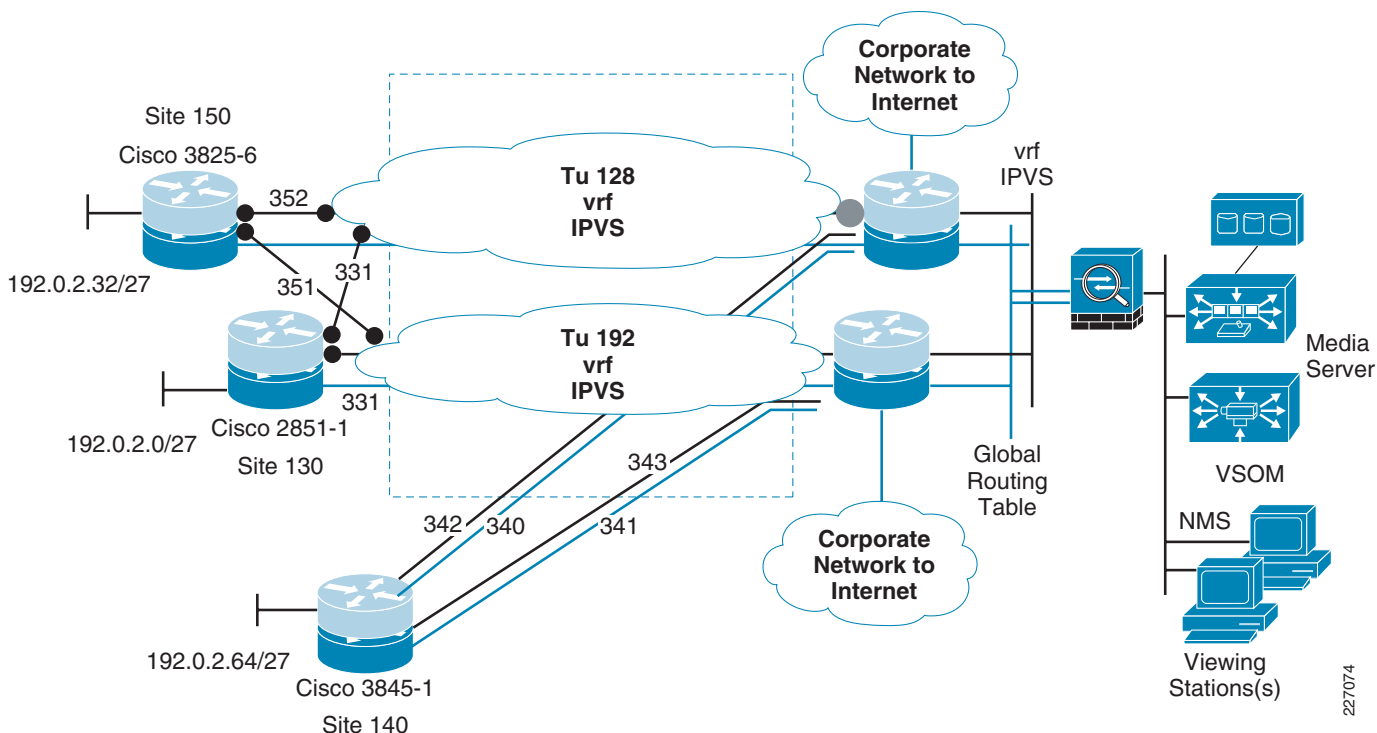 Corporate
Network to
Internet
Site 150
Cisco 3825-6
vrf
IPVS
Tu 128
vrf
IPVS
352
192.0.2.32/27
351
331
Tu 192
vrf
IPVS
Media
Server
331
192.0.2.0/27
Cisco 2851-1
Site 130
343
Global
Routing
Table
VSOM
342
340
341
NMS
Corporate
Network to
Internet
192.0.2.64/27
Cisco 3845-1
Site 140
Viewing
Stations(s)
227074